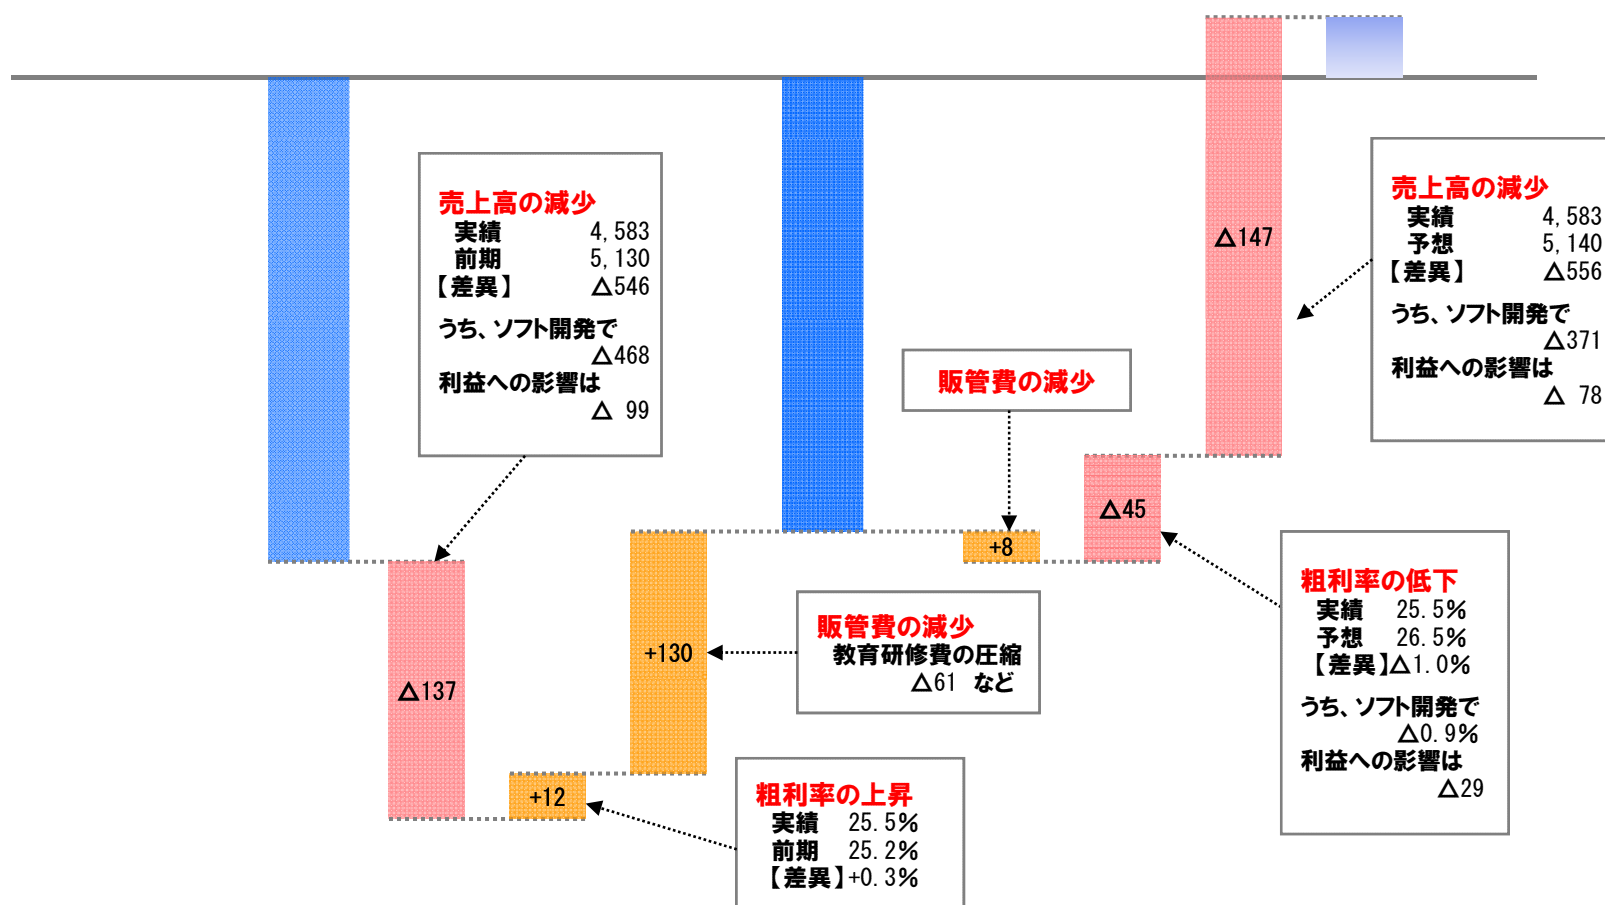 売上高の減少
実績 4,583
前期 5,130
【差異】 △546
うち、ソフト開発で
△468
利益への影響は
△ 99
△137
+12
粗利率の上昇
実績 25.5%
前期 25.2%
【差異】+0.3%
+130
販管費の減少
教育研修費の圧縮
△61 など
販管費の減少
+8
△45
粗利率の低下
実績 25.5%
予想 26.5%
【差異】△1.0%
うち、ソフト開発で
△0.9%
利益への影響は
△29
△147
売上高の減少
実績 4,583
予想 5,140
【差異】 △556
うち、ソフト開発で
△371
利益への影響は
△ 78